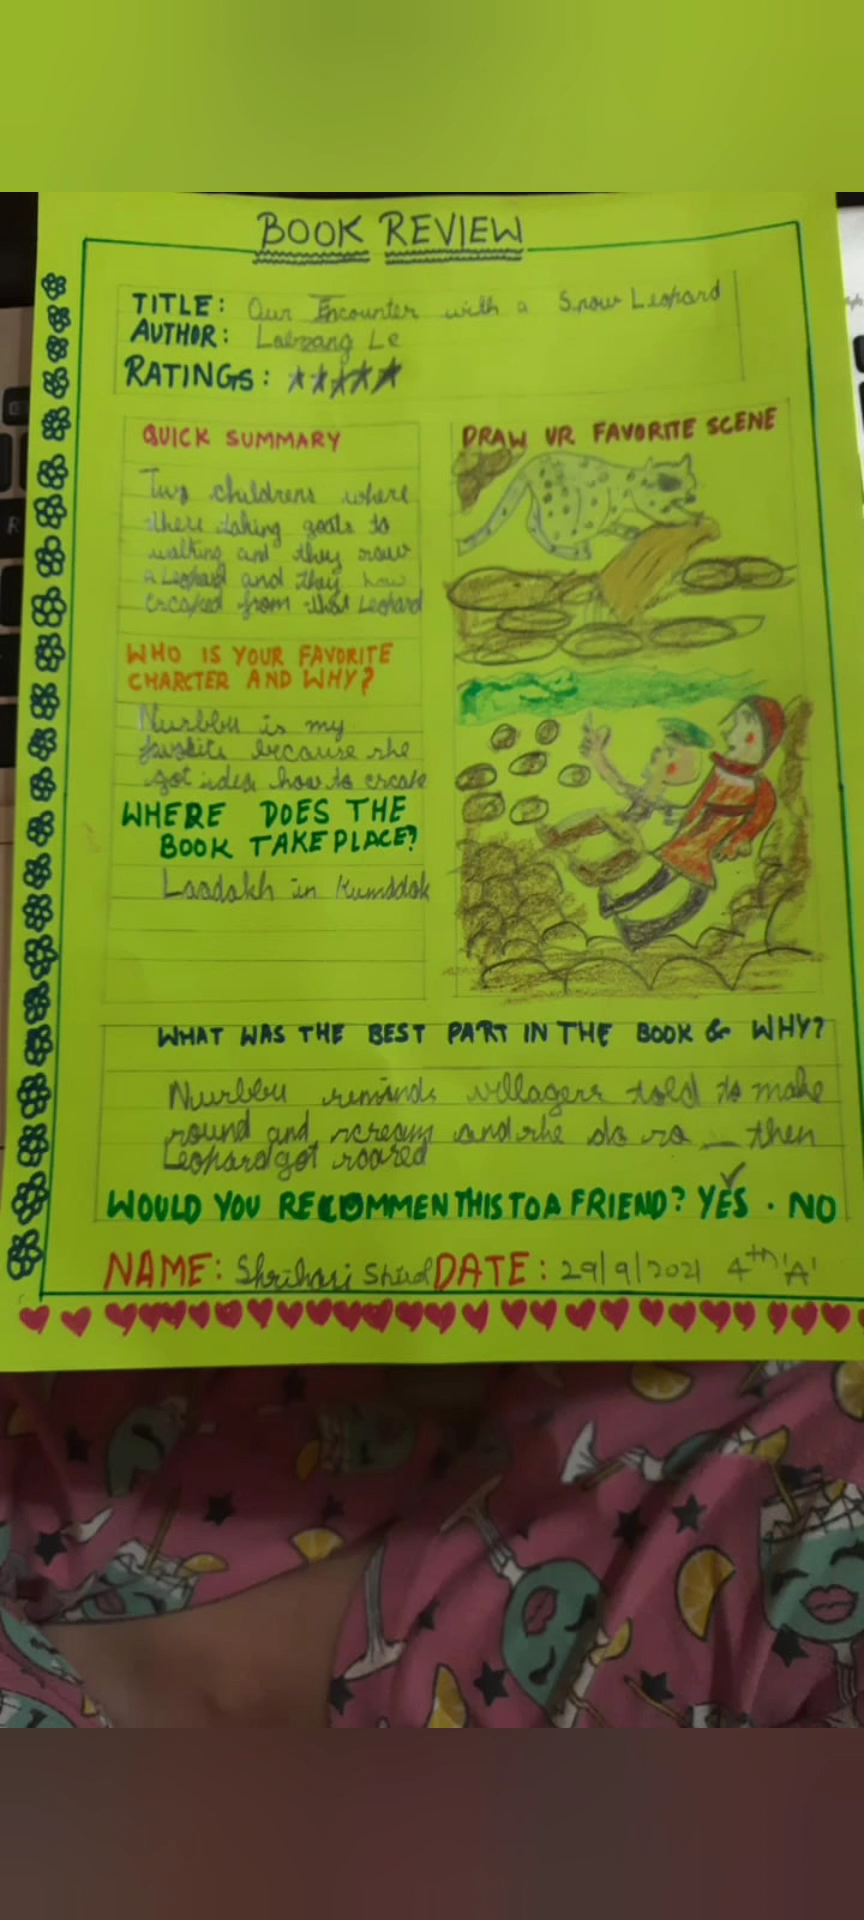 BOOK REVIEW
TITLE: Our Encounter with a Snow Leopard
AUTHOR: Lobzang Le
RATINGS:
QUICK SUMMARY
Two childrens where
there taking goats to
walking and they saw
a Leopard and they how
escaped from that Leopard
WHO IS YOUR FAVORITE
CHARCTER AND WHY?
Nurbbu is my
favorite because she
got idea how to escape
WHERE DOES THE
BOOK TAKE PLACE?
Laadakh in Kumddok
DRAW UR FAVORITE SCENE
WHAT WAS THE BEST PART IN THE BOOK & WHY?
Nurbbu reminds villagers told to make
round and scream and she do so then
Leopard got roared
WOULD YOU RECOMMEN THIS TO A FRIEND? YES . NO
NAME: Shrihari DATE: 29/9/2021 4th 'A'
R